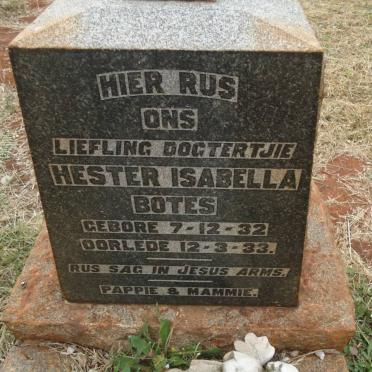 HIER RUS
ONS
LIEFLING DOGTERTJIE
HESTER ISABELLA
BOTES
GEBORE 7-12-32
OORLEDE 12-3-33.
RUS SAG IN JESUS ARMS.
PAPPIE & MAMMIE.